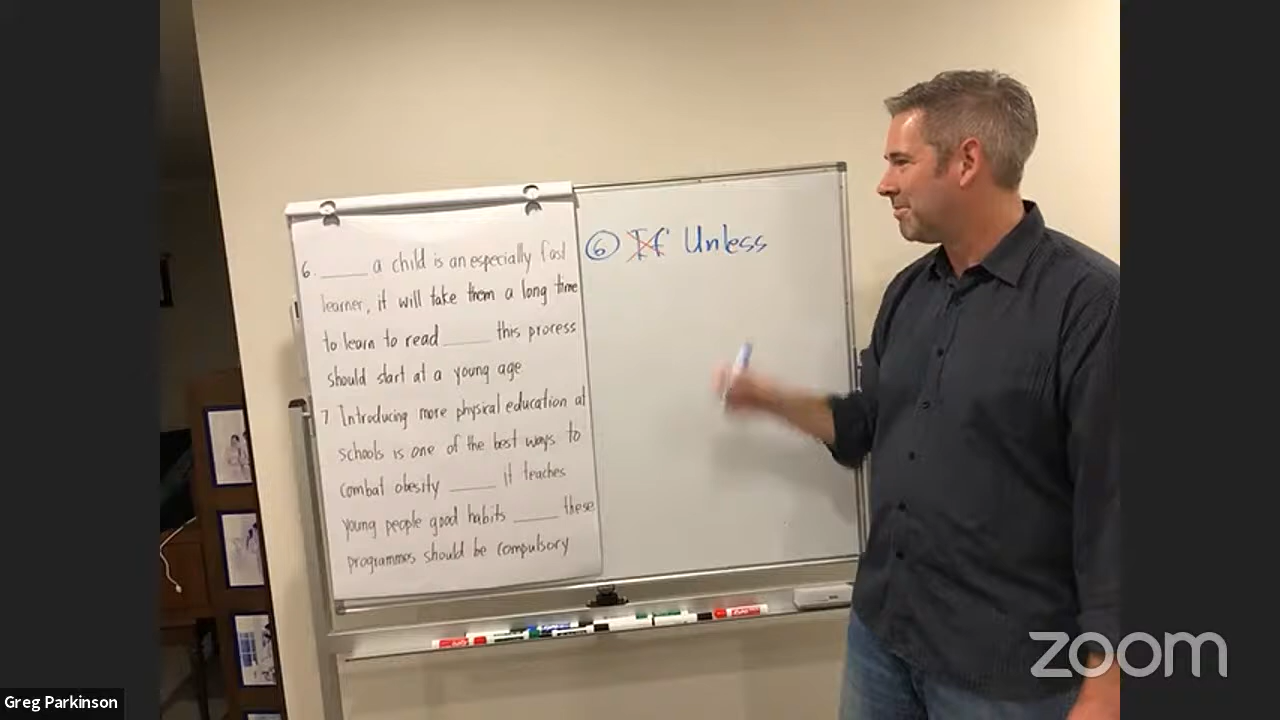 6. ____ a child is an especially fast
learner, it will take them a long time
to learn to read ____ this process
should start at a young age
7 Introducing more physical education at
schools is one of the best ways to
combat obesity ____ it teaches
young people good habits ____ these
programmes should be compulsory
6 If Unless
Greg Parkinson
zoom